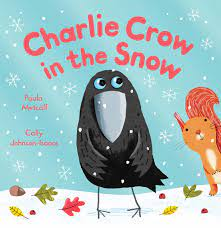 Charlie Crow
in the Snow
Paula
Metcalf
Cally
Johnson-Isaacs